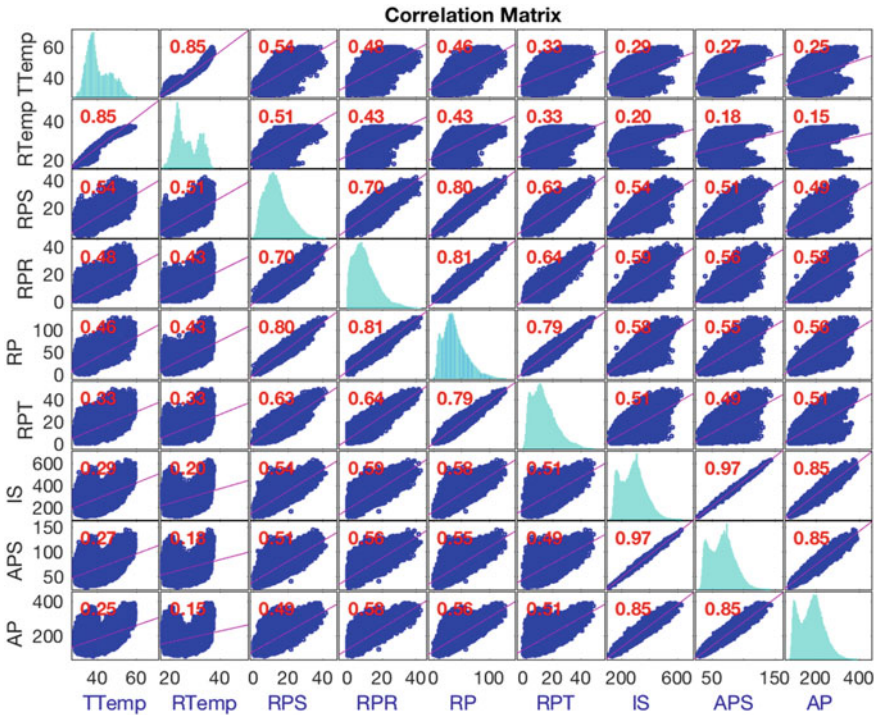 Correlation Matrix
TTemp 60 40 0.85 0.54 0.48 0.46 0.33 0.29 0.27 0.25
RTemp 40 20 0.85 0.51 0.43 0.43 0.33 0.20 0.18 0.15
RPS 40 20 0.54 0.51 0.70 0.80 0.63 0.54 0.51 0.49
RPR 40 20 0 0.48 0.43 0.70 0.81 0.64 0.59 0.56 0.58
RP 100 50 0 0.46 0.43 0.80 0.81 0.79 0.58 0.55 0.56
RPT 40 20 0 0.33 0.33 0.63 0.64 0.79 0.51 0.49 0.51
IS 600 400 200 0.29 0.20 0.54 0.59 0.58 0.51 0.97 0.85
APS 150 100 50 0.27 0.18 0.51 0.56 0.55 0.49 0.97 0.85
AP 400 200 0.25 0.15 0.49 0.58 0.56 0.51 0.85 0.85
40 60 20 40 0 20 40 0 20 40 0 100 0 20 40 200 600 50 150 200 400
TTemp RTemp RPS RPR RP RPT IS APS AP